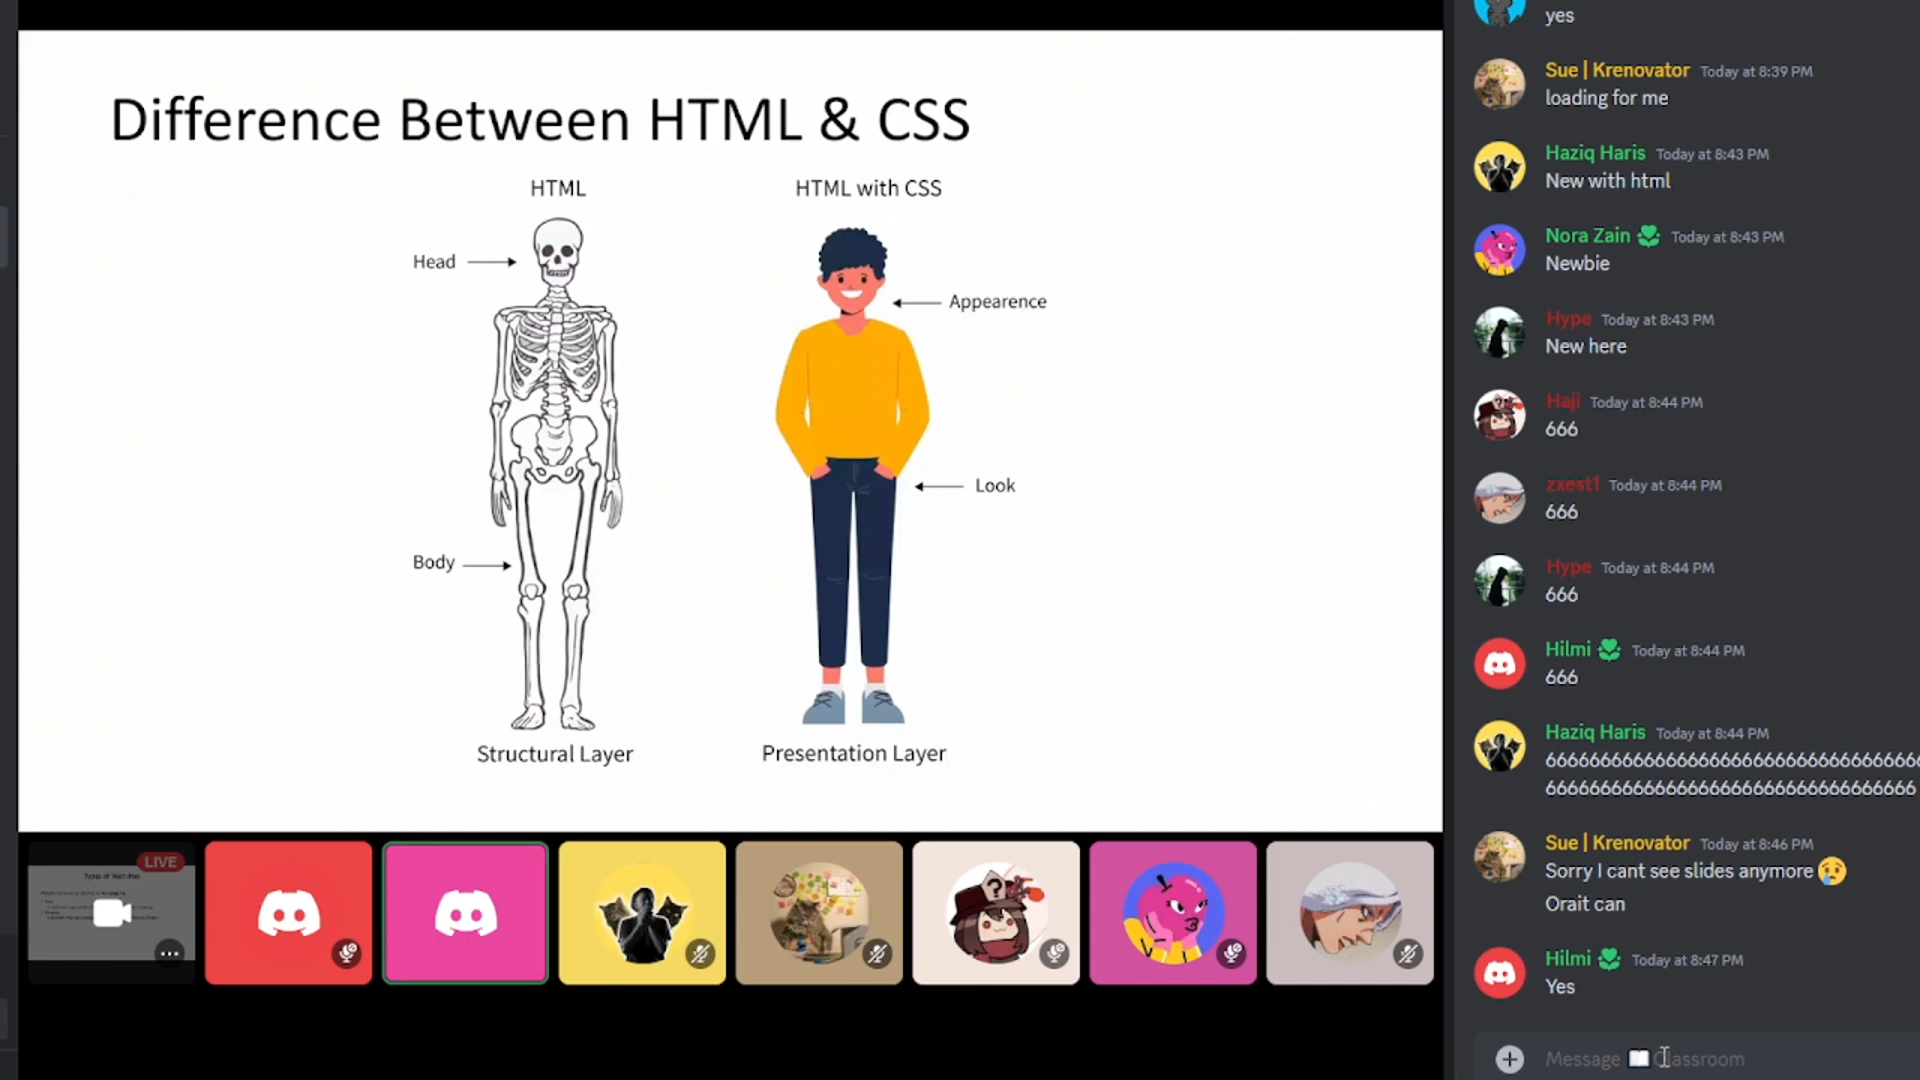 Difference Between HTML & CSS
HTML
HTML with CSS
Head
Appearence
Look
Body
Structural Layer
Presentation Layer
LIVE
yes
Sue | Krenovator Today at 8:39 PM
loading for me
Haziq Haris Today at 8:43 PM
New with html
Nora Zain Today at 8:43 PM
Newbie
Hype Today at 8:43 PM
New here
Haji Today at 8:44 PM
666
zxest1 Today at 8:44 PM
666
Hype Today at 8:44 PM
666
Hilmi Today at 8:44 PM
666
Haziq Haris Today at 8:44 PM
Sue | Krenovator Today at 8:46 PM
Sorry I cant see slides anymore 😢
Orait can
Hilmi Today at 8:47 PM
Yes
Message 📖 Classroom